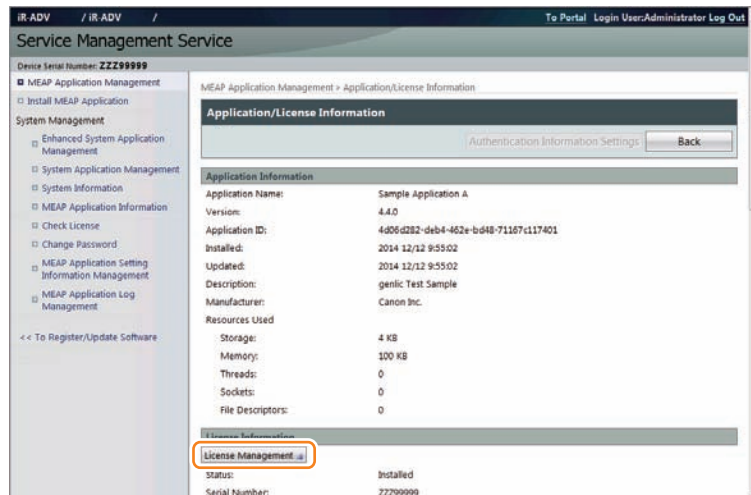 iR-ADV / iR-ADV / To Portal Login User:Administrator Log Out
Service Management Service
Device Serial Number: ZZZ99999
MEAP Application Management
Install MEAP Application
System Management
Enhanced System Application
Management
System Application Management
System Information
MEAP Application Information
Check License
Change Password
MEAP Application Setting
Information Management
MEAP Application Log
Management
<< To Register/Update Software
MEAP Application Management > Application/License Information
Application/License Information
Authentication Information Settings Back
Application Information
Application Name: Sample Application A
Version: 4.4.0
Application ID: 4d06d282-deb4-462e-bd48-71167c117401
Installed: 2014 12/12 9:55:02
Updated: 2014 12/12 9:55:02
Description: genlic Test Sample
Manufacturer: Canon Inc.
Resources Used
Storage: 4 KB
Memory: 100 KB
Threads: 0
Sockets: 0
File Descriptors: 0
License Information
License Management
Status: Installed
Serial Number: ZZZ99999